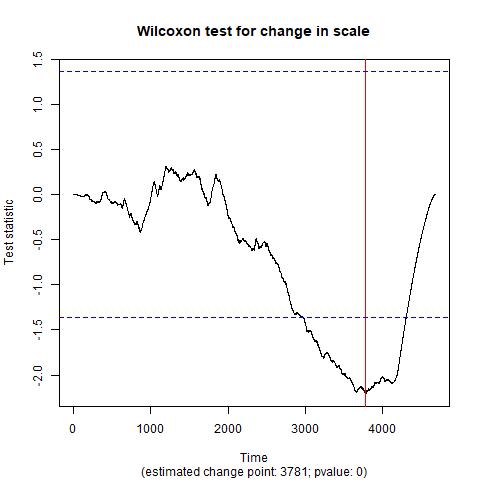 Wilcoxon test for change in scale
Test statistic
1.5
1.0
0.5
0.0
-0.5
-1.0
-1.5
-2.0
0 1000 2000 3000 4000
Time
(estimated change point: 3781; pvalue: 0)